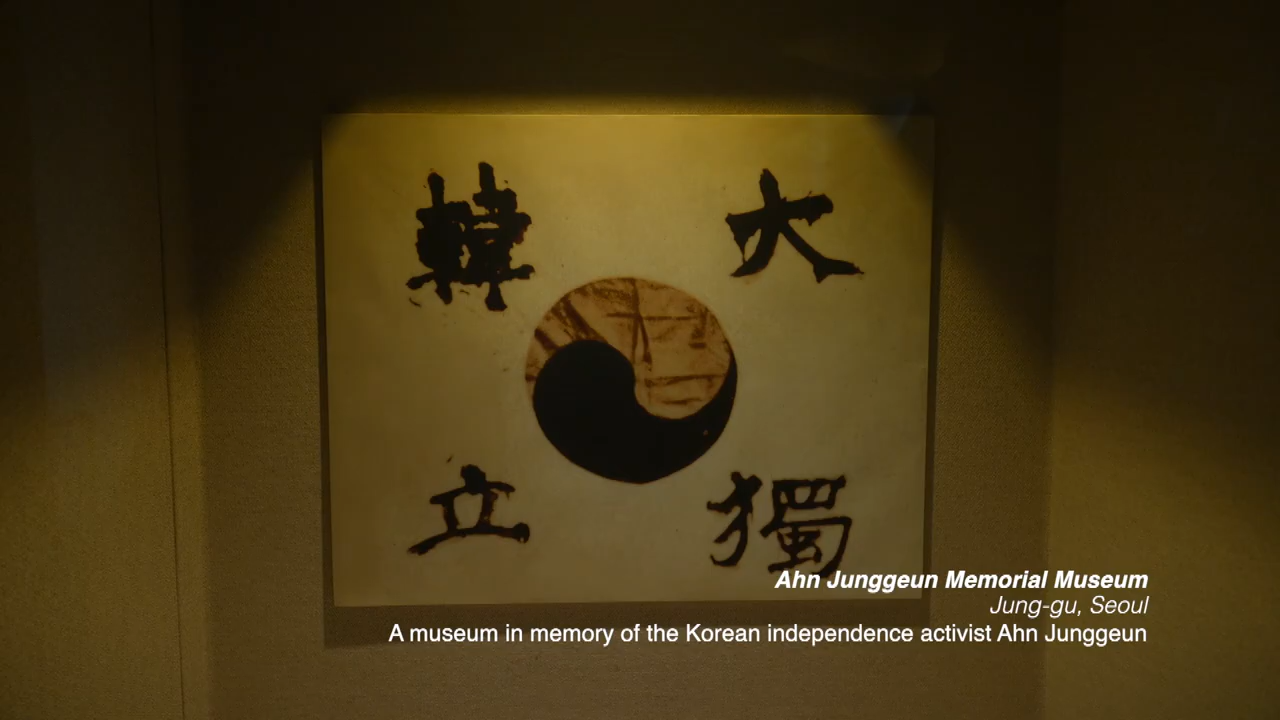 大韓
獨立
Ahn Junggeun Memorial Museum
Jung-gu, Seoul
A museum in memory of the Korean independence activist Ahn Junggeun